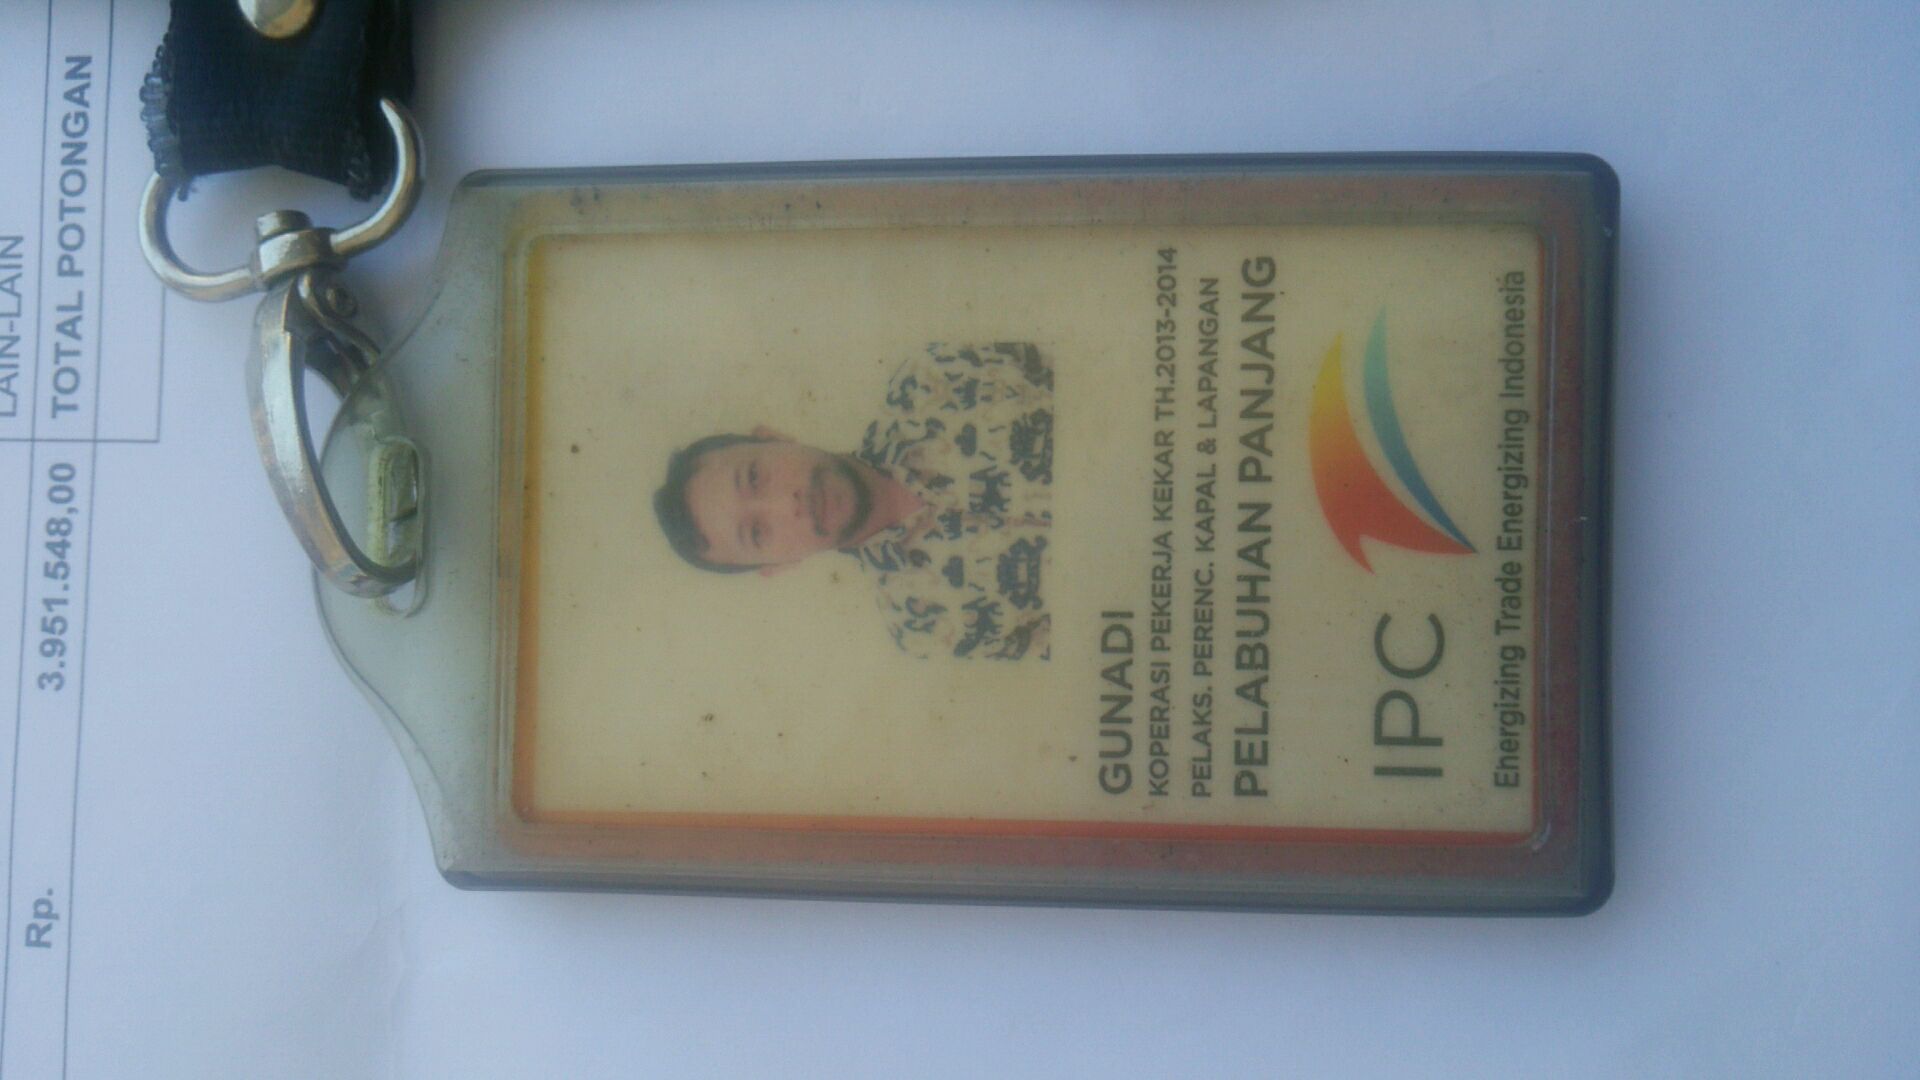 LAIN-LAIN
Rp. 3.951.548,00 TOTAL POTONGAN
GUNADI
KOPERASI PEKERJA KEKAR TH.2013-2014
PELAKS. PERENC. KAPAL & LAPANGAN
PELABUHAN PANJANG
IPC
Energizing Trade Energizing Indonesia